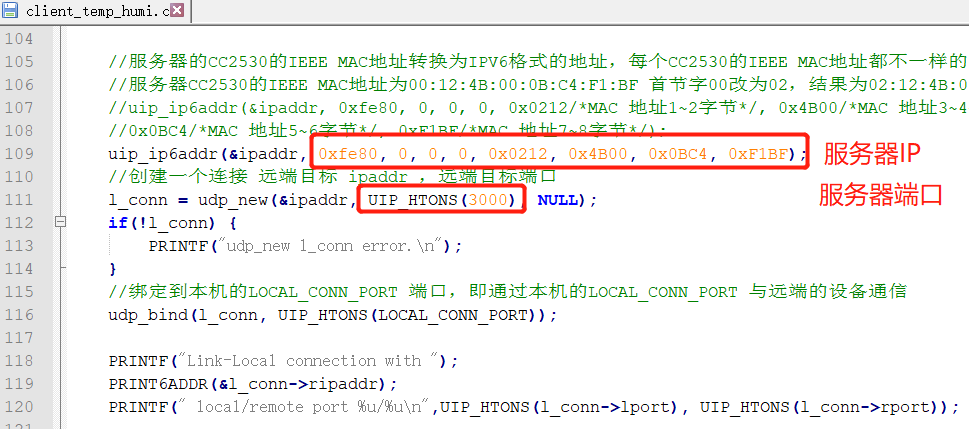 client_temp_humi.c
104
105 //服务器的CC2530的IEEE MAC地址转换为IPV6格式的地址，每个CC2530的IEEE MAC地址都不一样的
106 //服务器CC2530的IEEE MAC地址为00:12:4B:00:0B:C4:F1:BF 首节字00改为02，结果为02:12:4B:0
107 //uip_ip6addr(&ipaddr, 0xfe80, 0, 0, 0, 0x0212/*MAC 地址1~2字节*/, 0x4B00/*MAC 地址3~4
108 //0x0BC4/*MAC 地址5~6字节*/, 0xF1BF/*MAC 地址7~8字节*/);
109 uip_ip6addr(&ipaddr, 0xfe80, 0, 0, 0, 0x0212, 0x4B00, 0x0BC4, 0xF1BF); 服务器IP
110 //创建一个连接 远端目标 ipaddr ，远端目标端口
服务器端口
111 l_conn = udp_new(&ipaddr, UIP_HTONS(3000), NULL);
112 if(!l_conn) {
113 PRINTF("udp_new l_conn error.\n");
114 }
115 //绑定到本机的LOCAL_CONN_PORT 端口，即通过本机的LOCAL_CONN_PORT 与远端的设备通信
116 udp_bind(l_conn, UIP_HTONS(LOCAL_CONN_PORT));
117
118 PRINTF("Link-Local connection with ");
119 PRINT6ADDR(&l_conn->ripaddr);
120 PRINTF(" local/remote port %u/%u\n",UIP_HTONS(l_conn->lport), UIP_HTONS(l_conn->rport));